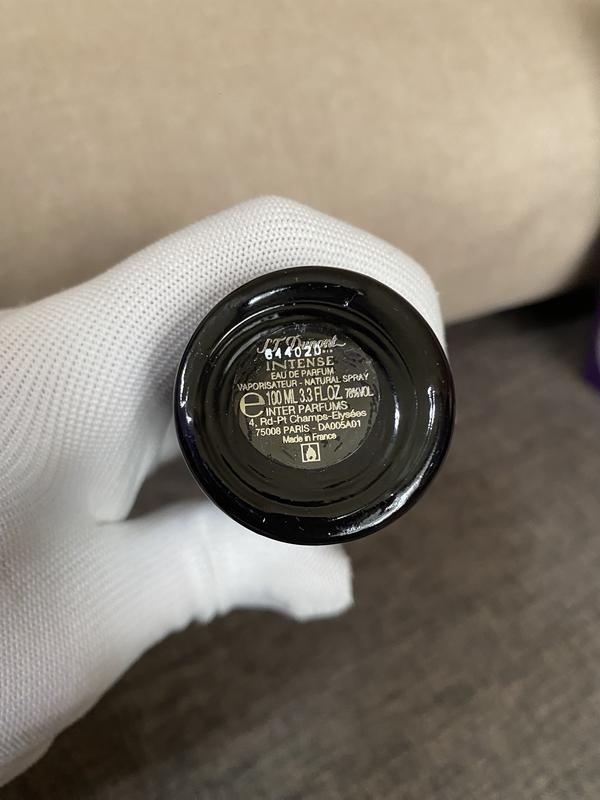 S.T. Dupont
PARIS
644020
INTENSE
EAU DE PARFUM
VAPORISATEUR - NATURAL SPRAY
e 100 ML 3.3 FL.OZ. 78%VOL
INTER PARFUMS
4, Rd-Pt Champs-Elysées
75008 PARIS - DA005A01
Made in France